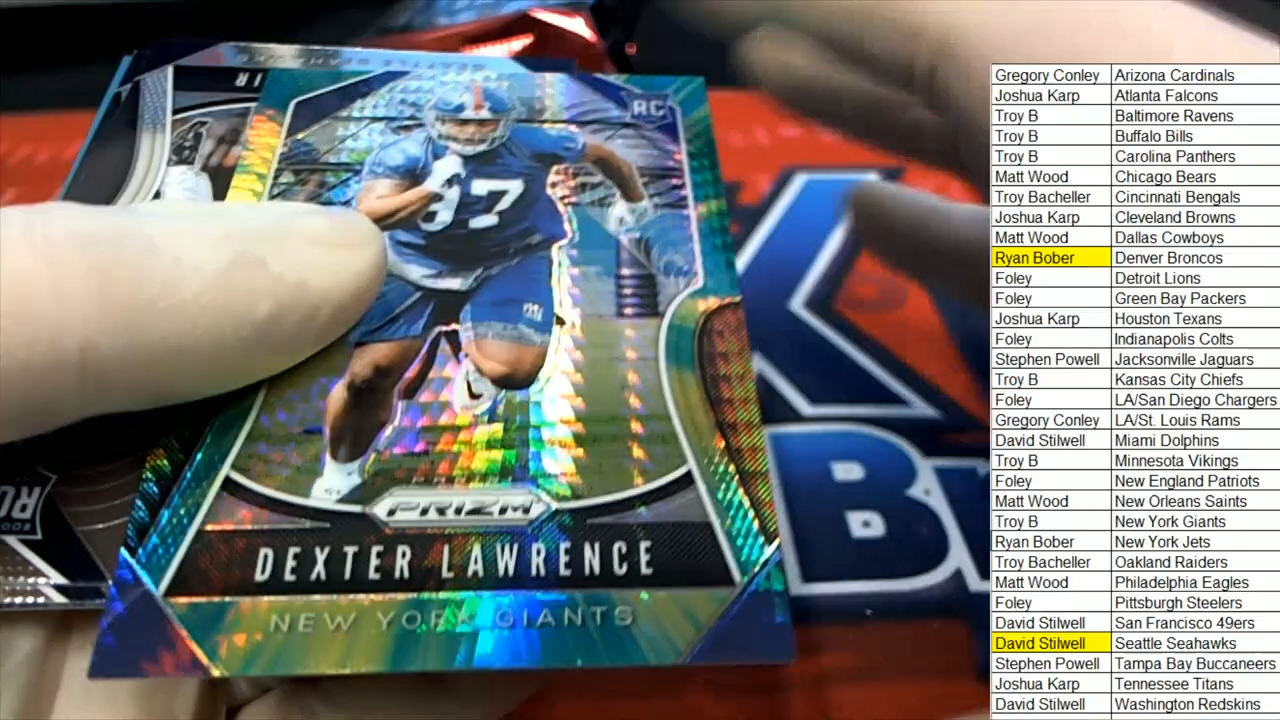 SEATTLE SEAHAWKS
RC
97
PRIZM
DEXTER LAWRENCE
NEW YORK GIANTS
Gregory Conley Arizona Cardinals
Joshua Karp Atlanta Falcons
Troy B Baltimore Ravens
Troy B Buffalo Bills
Troy B Carolina Panthers
Matt Wood Chicago Bears
Troy Bacheller Cincinnati Bengals
Joshua Karp Cleveland Browns
Matt Wood Dallas Cowboys
Ryan Bober Denver Broncos
Foley Detroit Lions
Foley Green Bay Packers
Joshua Karp Houston Texans
Foley Indianapolis Colts
Stephen Powell Jacksonville Jaguars
Troy B Kansas City Chiefs
Foley LA/San Diego Chargers
Gregory Conley LA/St. Louis Rams
David Stilwell Miami Dolphins
Troy B Minnesota Vikings
Foley New England Patriots
Matt Wood New Orleans Saints
Troy B New York Giants
Ryan Bober New York Jets
Troy Bacheller Oakland Raiders
Matt Wood Philadelphia Eagles
Foley Pittsburgh Steelers
David Stilwell San Francisco 49ers
David Stilwell Seattle Seahawks
Stephen Powell Tampa Bay Buccaneers
Joshua Karp Tennessee Titans
David Stilwell Washington Redskins